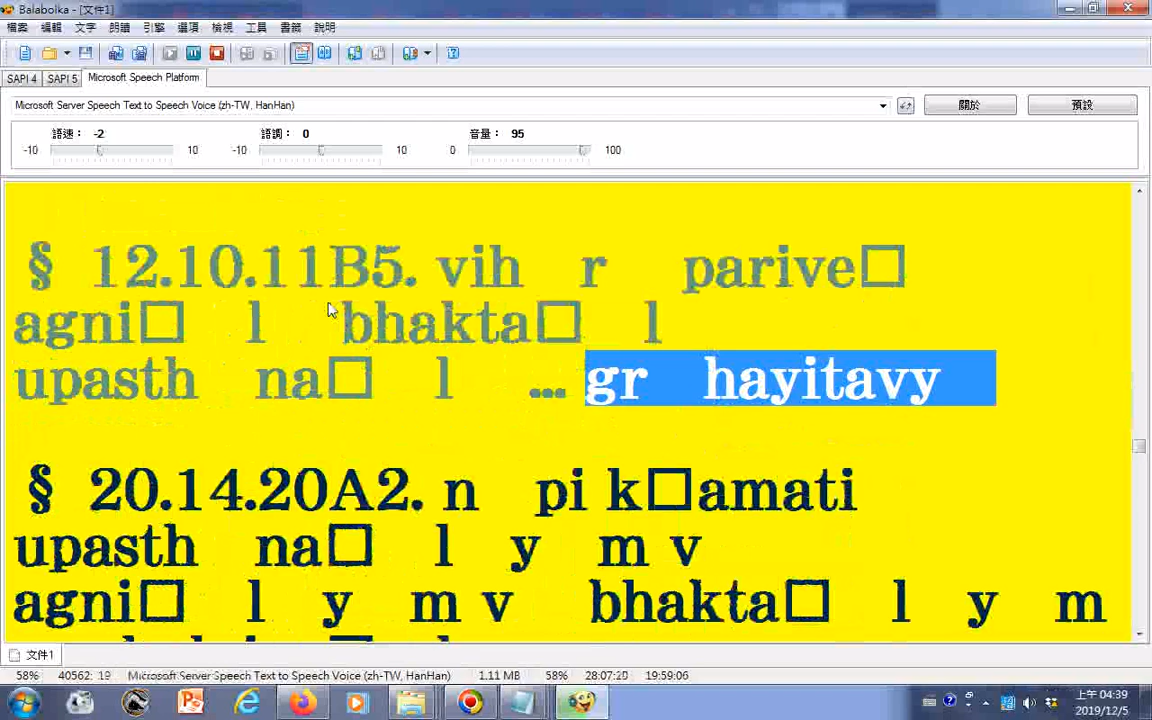 Balabolka - [文件1]
檔案 編輯 文字 朗讀 引擎 選項 檢視 工具 書籤 說明
SAPI 4 SAPI 5 Microsoft Speech Platform
Microsoft Server Speech Text to Speech Voice (zh-TW, HanHan) 關於 預設
語速： -2 語調： 0 音量： 95
-10 10 -10 10 0 100
§ 12.10.11B5. vih r parive□
agni□ l bhakta□ l
upasth na□ l ... gr hayitavy
§ 20.14.20A2. n pi k□amati
upasth na□ l y m v
agni□ l y m v bhakta□ l y m
文件1
58% 40562: 19 Microsoft Server Speech Text to Speech Voice (zh-TW, HanHan) 1.11 MB 58% 28:07:20 19:59:06
上午 04:39
2019/12/5